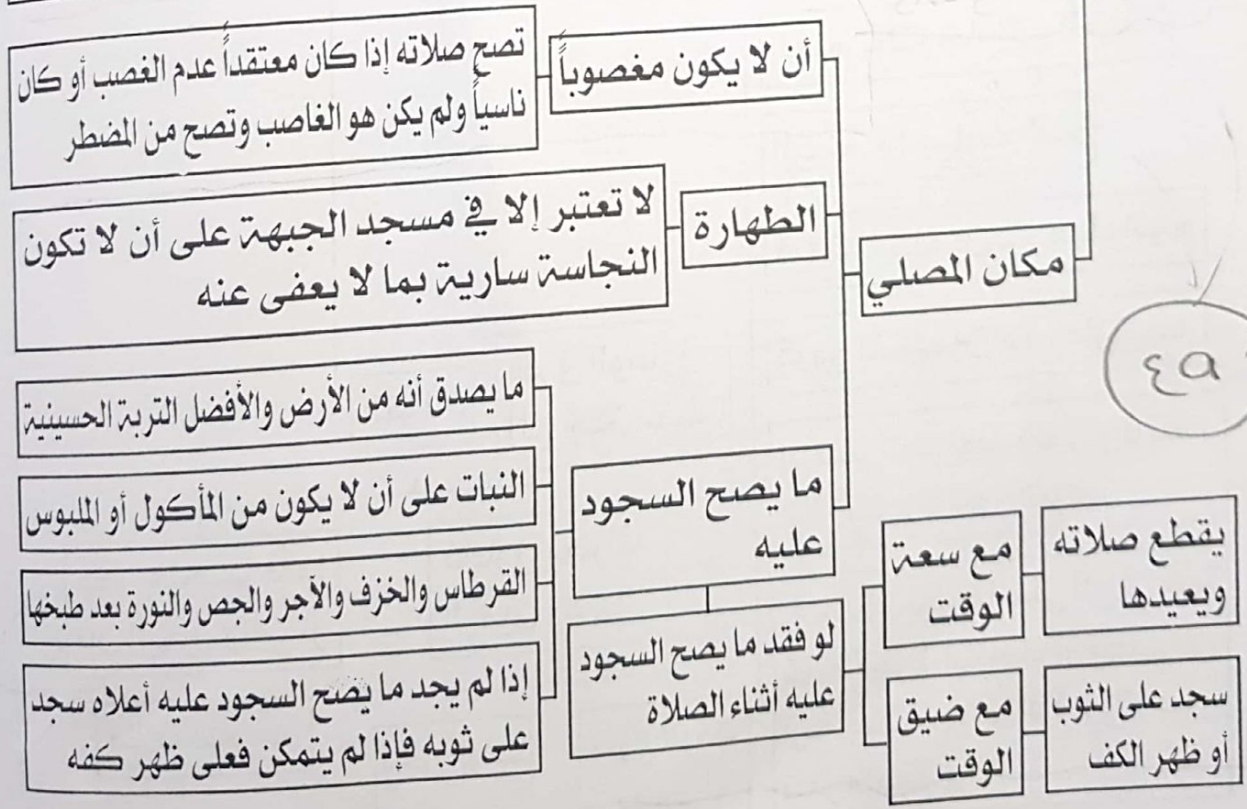 مكان المصلي
أن لا يكون مغصوباً
تصح صلاته إذا كان معتقداً عدم الغصب أو كان
ناسياً ولم يكن هو الغاصب وتصح من المضطر
الطهارة
لا تعتبر إلا في مسجد الجبهة على أن لا تكون
النجاسة سارية بما لا يعفى عنه
ما يصح السجود
عليه
ما يصدق أنه من الأرض والأفضل التربة الحسينية
النبات على أن لا يكون من المأكول أو الملبوس
القرطاس والخزف والآجر والجص والنورة بعد طبخها
إذا لم يجد ما يصح السجود عليه أعلاه سجد
على ثوبه فإذا لم يتمكن فعلى ظهر كفه
لو فقد ما يصح السجود
عليه أثناء الصلاة
مع سعة
الوقت
يقطع صلاته
ويعيدها
مع ضيق
الوقت
سجد على الثوب
أو ظهر الكف